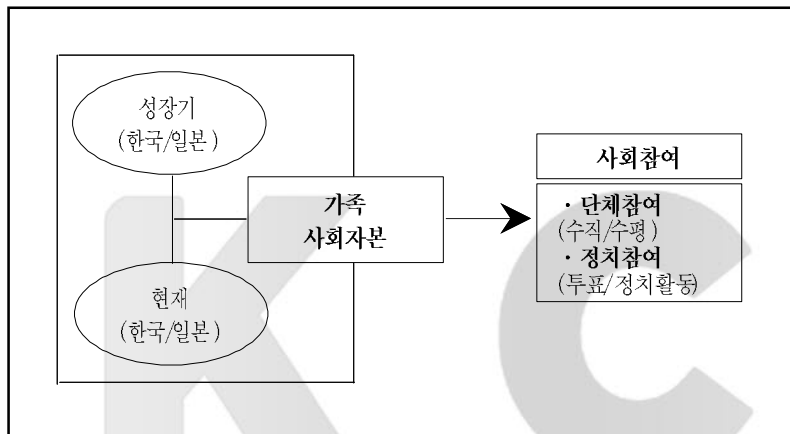 성장기
(한국/일본)
가족
사회자본
현재
(한국/일본)
사회참여
· 단체참여
(수직/수평)
· 정치참여
(투표/정치활동)
K C